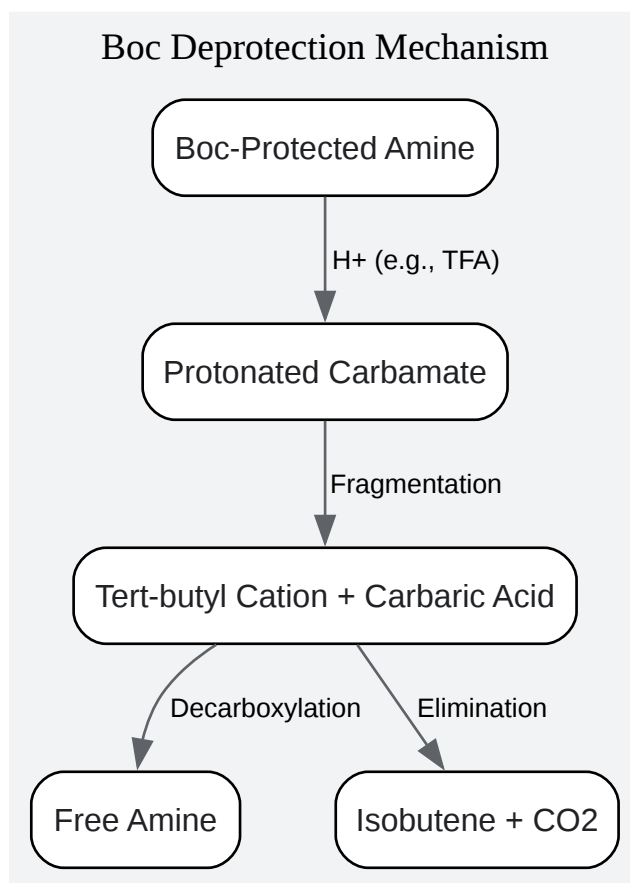 Boc Deprotection Mechanism
Boc-Protected Amine
H+ (e.g., TFA)
Protonated Carbamate
Fragmentation
Tert-butyl Cation + Carbaric Acid
Decarboxylation
Elimination
Free Amine
Isobutene + CO2